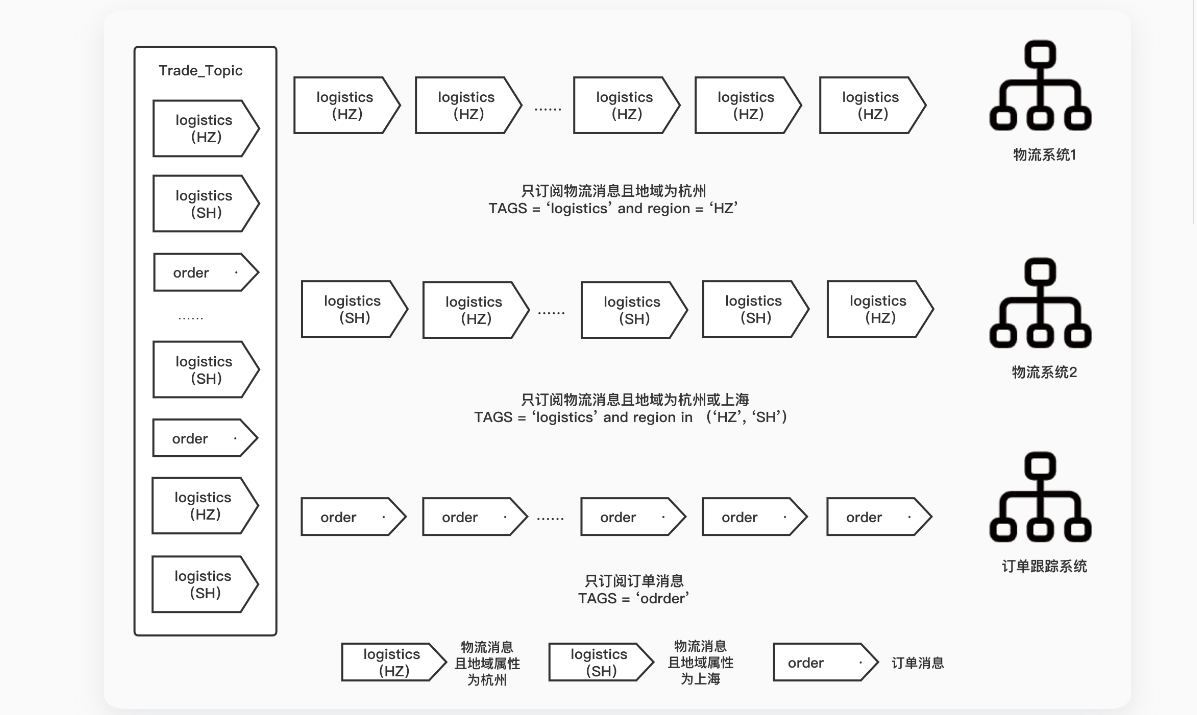 Trade_Topic
logistics
(HZ)
logistics
(SH)
order
......
logistics
(SH)
order
logistics
(HZ)
logistics
(SH)
logistics
(HZ)
logistics
(HZ)
......
logistics
(HZ)
logistics
(HZ)
logistics
(HZ)
物流系统1
只订阅物流消息且地域为杭州
TAGS = ‘logistics’ and region = ‘HZ’
logistics
(SH)
logistics
(HZ)
......
logistics
(SH)
logistics
(SH)
logistics
(HZ)
物流系统2
只订阅物流消息且地域为杭州或上海
TAGS = ‘logistics’ and region in （‘HZ’, ‘SH’）
order
order
......
order
order
order
订单跟踪系统
只订阅订单消息
TAGS = ‘odrder’
logistics
(HZ)
物流消息
且地域属性
为杭州
logistics
(SH)
物流消息
且地域属性
为上海
order
订单消息